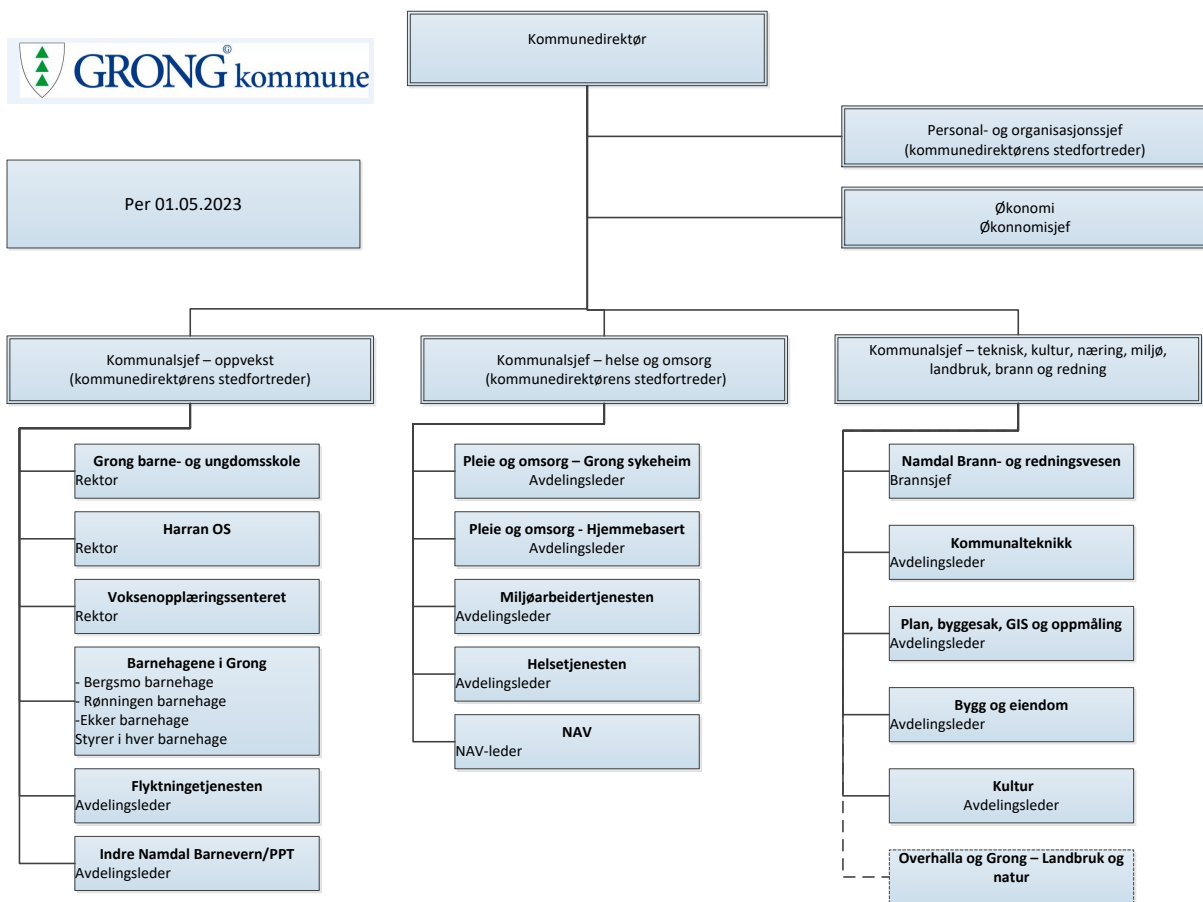 Kommunedirektør
GRONG© kommune
Personal- og organisasjonssjef
(kommunedirektørens stedfortreder)
Per 01.05.2023
Økonomi
Økonnomisjef
Kommunalsjef – oppvekst
(kommunedirektørens stedfortreder)
Kommunalsjef – helse og omsorg
(kommunedirektørens stedfortreder)
Kommunalsjef – teknisk, kultur, næring, miljø,
landbruk, brann og redning
Grong barne- og ungdomsskole
Rektor
Harran OS
Rektor
Voksenopplæringssenteret
Rektor
Barnehagene i Grong
- Bergsmo barnehage
- Rønningen barnehage
-Ekker barnehage
Styrer i hver barnehage
Flyktningetjenesten
Avdelingsleder
Indre Namdal Barnevern/PPT
Avdelingsleder
Pleie og omsorg – Grong sykeheim
Avdelingsleder
Pleie og omsorg - Hjemmebasert
Avdelingsleder
Miljøarbeidertjenesten
Avdelingsleder
Helsetjenesten
Avdelingsleder
NAV
NAV-leder
Namdal Brann- og redningsvesen
Brannsjef
Kommunalteknikk
Avdelingsleder
Plan, byggesak, GIS og oppmåling
Avdelingsleder
Bygg og eiendom
Avdelingsleder
Kultur
Avdelingsleder
Overhalla og Grong – Landbruk og
natur